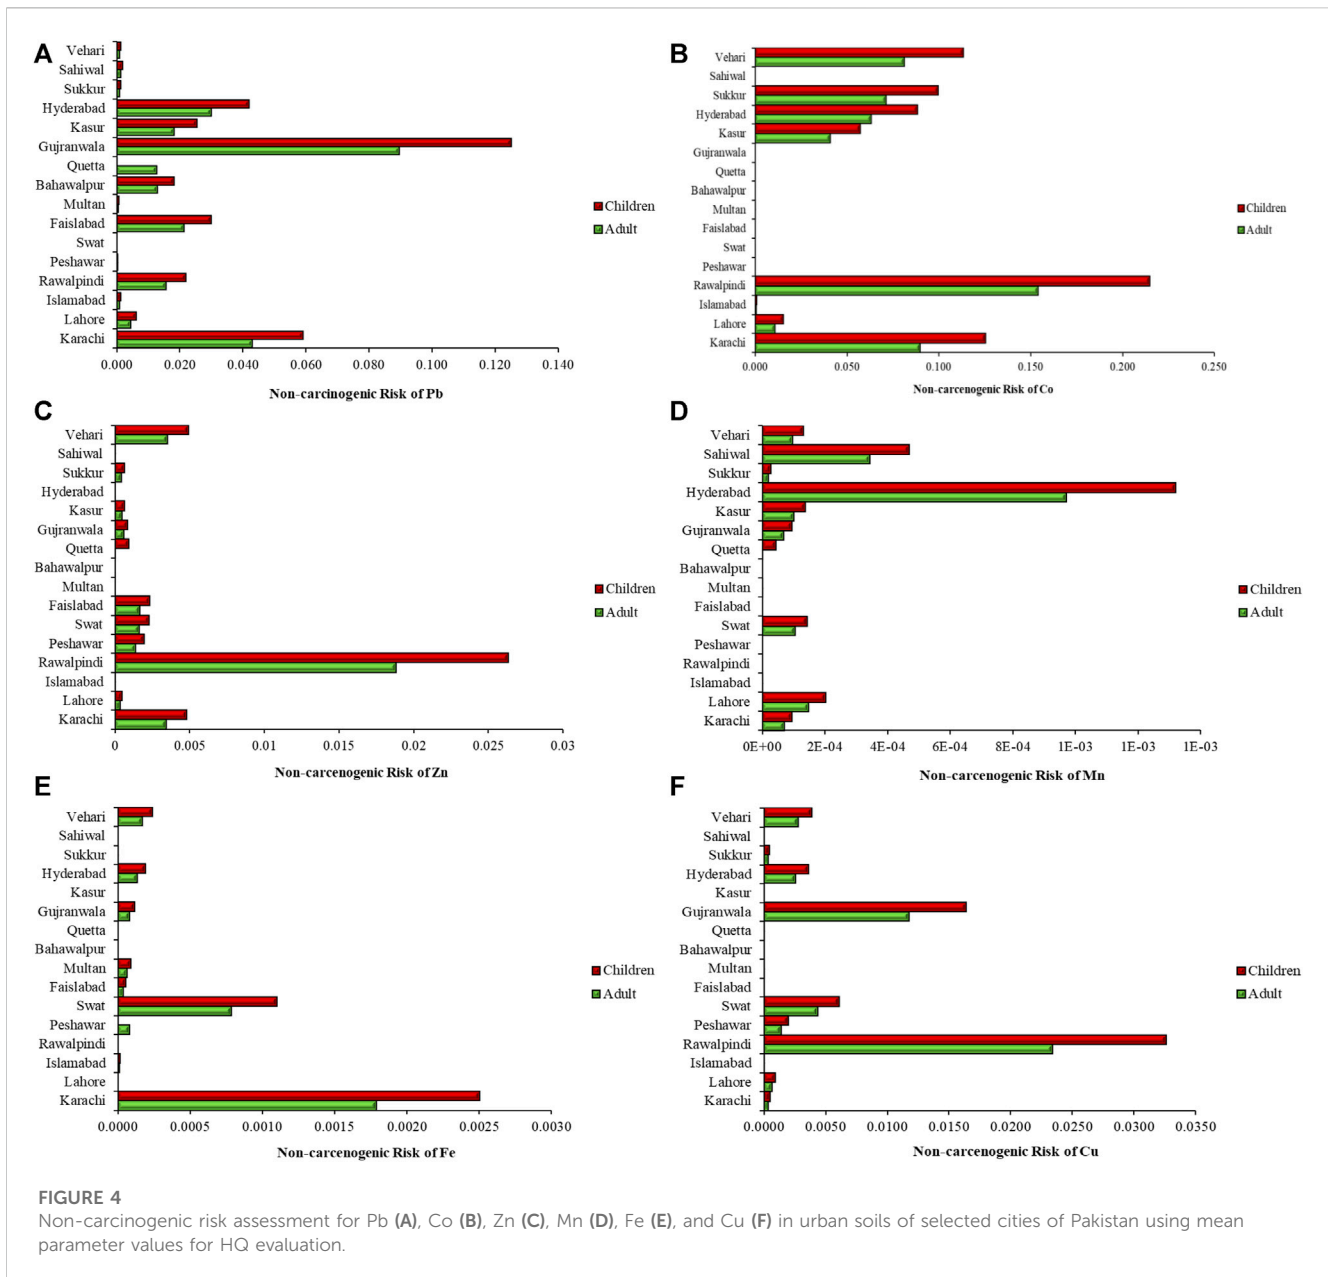 A
Vehari
Sahiwal
Sukkur
Hyderabad
Kasur
Gujranwala
Quetta
Bahawalpur
Multan
Faislabad
Swat
Peshawar
Rawalpindi
Islamabad
Lahore
Karachi
0.000 0.020 0.040 0.060 0.080 0.100 0.120 0.140
Non-carcinogenic Risk of Pb
Children
Adult
B
Vehari
Sahiwal
Sukkur
Hyderabad
Kasur
Gujranwala
Quetta
Bahawalpur
Multan
Faislabad
Swat
Peshawar
Rawalpindi
Islamabad
Lahore
Karachi
0.000 0.050 0.100 0.150 0.200 0.250
Non-carcenogenic Risk of Co
Children
Adult
C
Vehari
Sahiwal
Sukkur
Hyderabad
Kasur
Gujranwala
Quetta
Bahawalpur
Multan
Faislabad
Swat
Peshawar
Rawalpindi
Islamabad
Lahore
Karachi
0 0.005 0.01 0.015 0.02 0.025 0.03
Non-carcenogenic Risk of Zn
Children
Adult
D
Vehari
Sahiwal
Sukkur
Hyderabad
Kasur
Gujranwala
Quetta
Bahawalpur
Multan
Faislabad
Swat
Peshawar
Rawalpindi
Islamabad
Lahore
Karachi
0E+00 2E-04 4E-04 6E-04 8E-04 1E-03 1E-03 1E-03
Non-carcenogenic Risk of Mn
Children
Adult
E
Vehari
Sahiwal
Sukkur
Hyderabad
Kasur
Gujranwala
Quetta
Bahawalpur
Multan
Faislabad
Swat
Peshawar
Rawalpindi
Islamabad
Lahore
Karachi
0.0000 0.0005 0.0010 0.0015 0.0020 0.0025 0.0030
Non-carcenogenic Risk of Fe
Children
Adult
F
Vehari
Sahiwal
Sukkur
Hyderabad
Kasur
Gujranwala
Quetta
Bahawalpur
Multan
Faislabad
Swat
Peshawar
Rawalpindi
Islamabad
Lahore
Karachi
0.0000 0.0050 0.0100 0.0150 0.0200 0.0250 0.0300 0.0350
Non-carcenogenic Risk of Cu
Children
Adult
FIGURE 4
Non-carcinogenic risk assessment for Pb (A), Co (B), Zn (C), Mn (D), Fe (E), and Cu (F) in urban soils of selected cities of Pakistan using mean
parameter values for HQ evaluation.